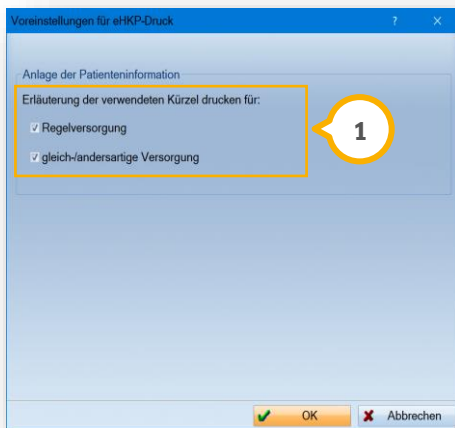 Voreinstellungen für eHKP-Druck ? ×
Anlage der Patienteninformation
Erläuterung der verwendeten Kürzel drucken für:
Regelversorgung
1
gleich-/andersartige Versorgung
OK Abbrechen